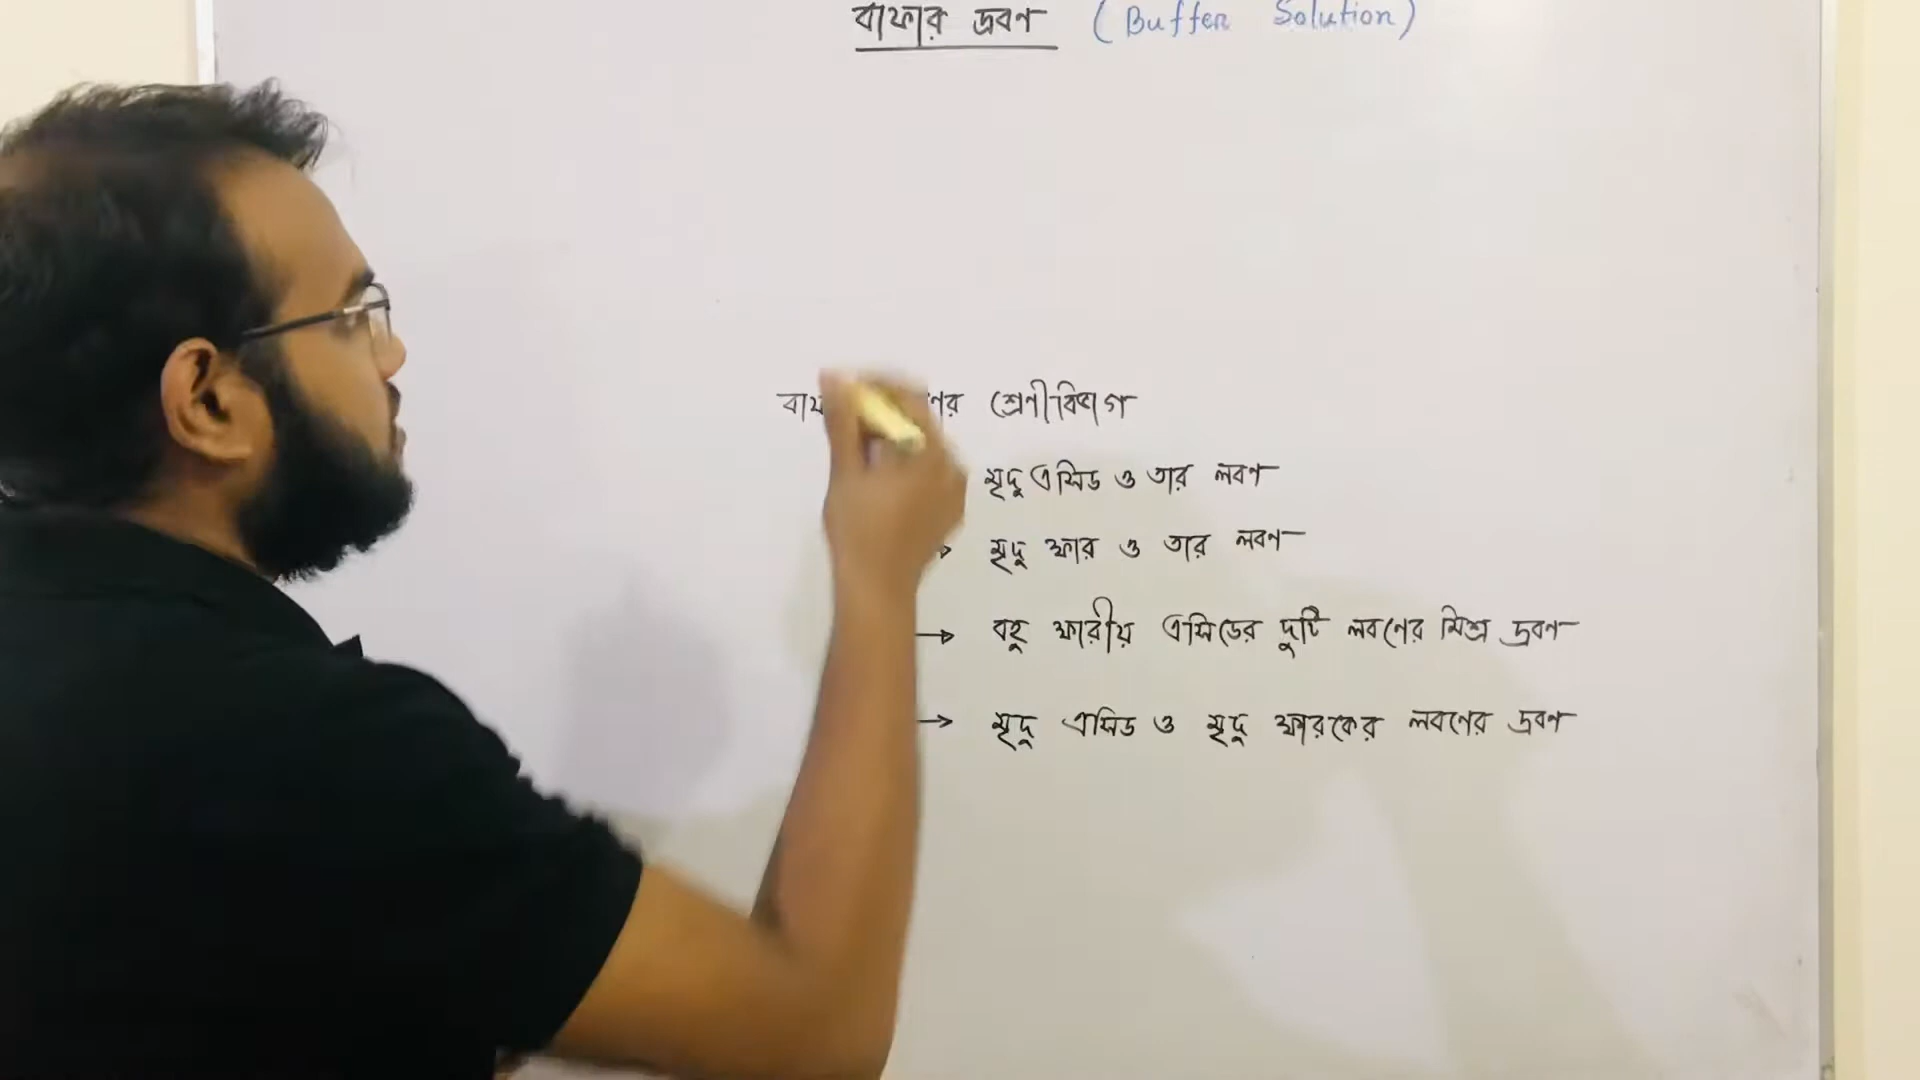 বাফার দ্রবণ (Buffer Solution)
শ্রেণীবিভাগ
মৃদু এসিড ও তার লবণ
→ মৃদু ক্ষার ও তার লবণ
→ বহু ক্ষারীয় এসিডের দুটি লবণের মিশ্র দ্রবণ
→ মৃদু এসিড ও মৃদু ক্ষারকের লবণের দ্রবণ